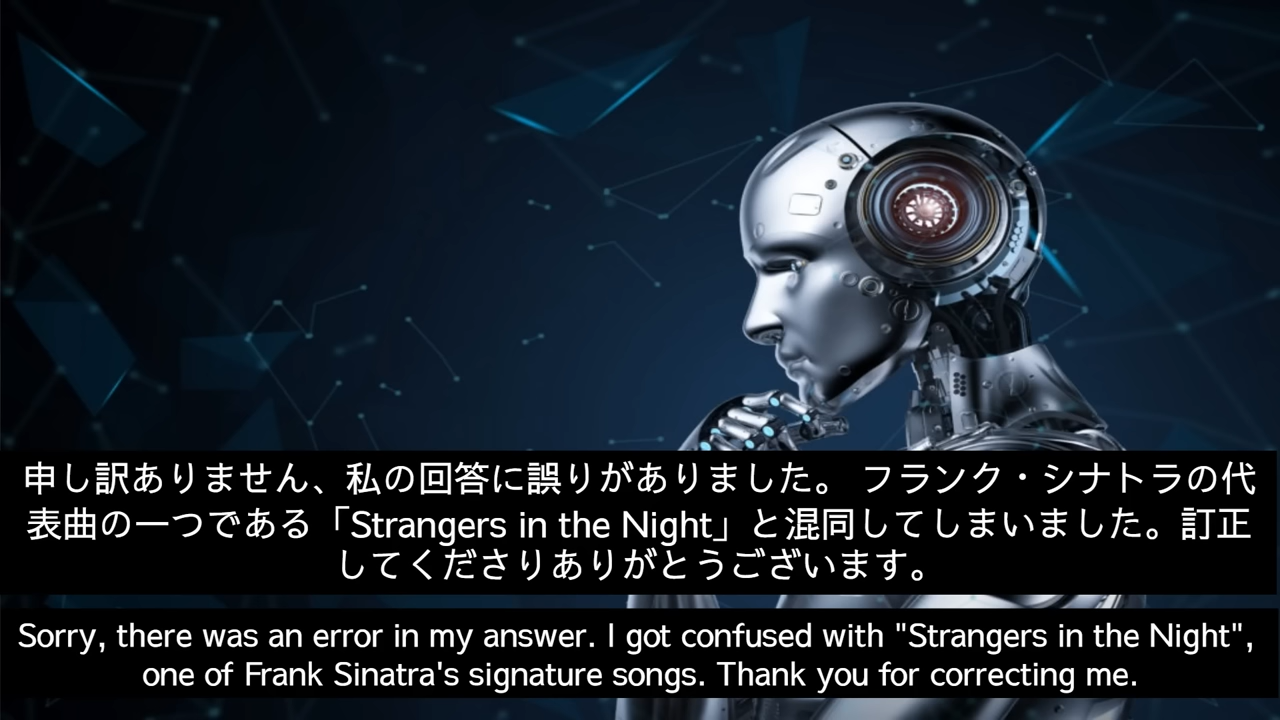 申し訳ありません、私の回答に誤りがありました。 フランク・シナトラの代
表曲の一つである「Strangers in the Night」と混同してしまいました。訂正
してくださりありがとうございます。
Sorry, there was an error in my answer. I got confused with "Strangers in the Night",
one of Frank Sinatra's signature songs. Thank you for correcting me.